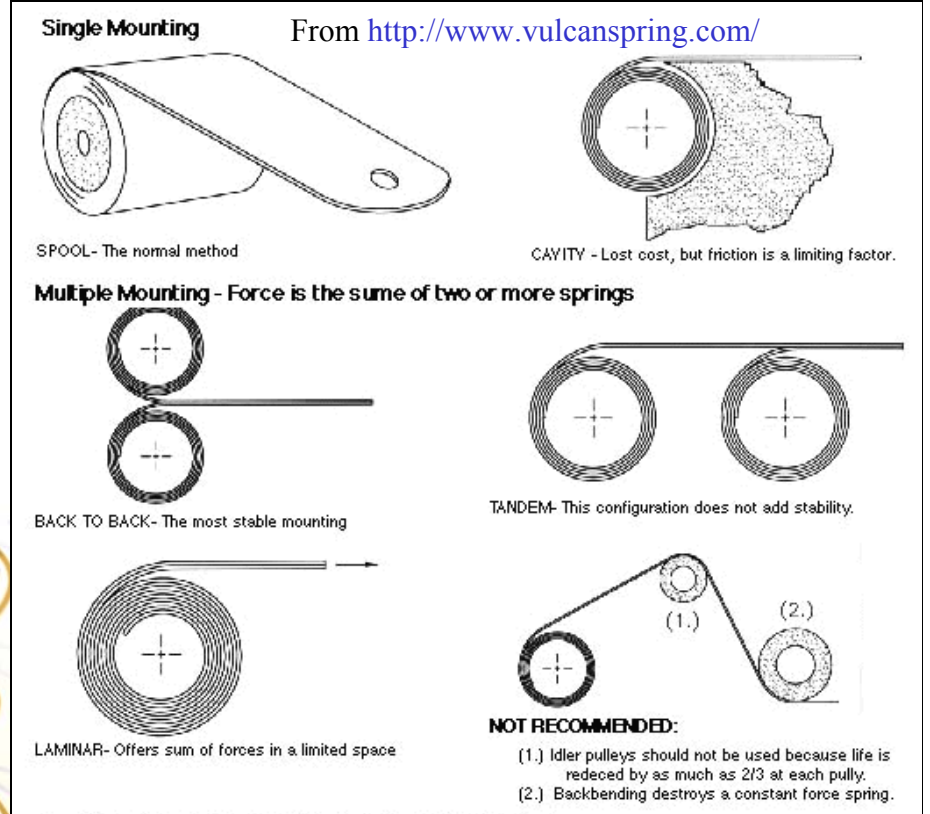 Single Mounting
From http://www.vulcanspring.com/
SPOOL- The normal method
CAVITY - Lost cost, but friction is a limiting factor.
Multiple Mounting - Force is the sume of two or more springs
BACK TO BACK- The most stable mounting
TANDEM- This configuration does not add stability.
LAMINAR- Offers sum of forces in a limited space
(1.)
(2.)
NOT RECOMMENDED:
(1.) Idler pulleys should not be used because life is
redeced by as much as 2/3 at each pully.
(2.) Backbending destroys a constant force spring.